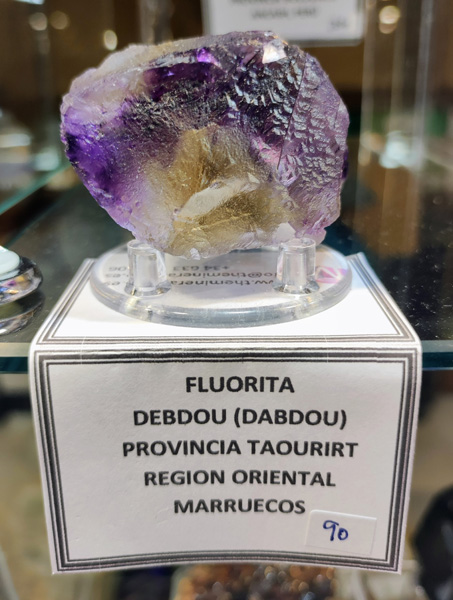 FLUORITA
DEBDOU (DABDOU)
PROVINCIA TAOURIRT
REGION ORIENTAL
MARRUECOS
90